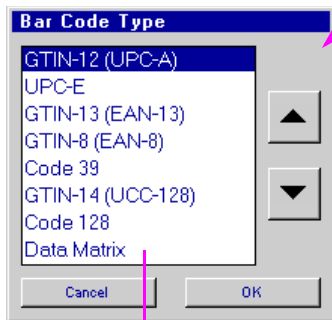 Bar Code Type
GTIN-12 (UPC-A)
UPC-E
GTIN-13 (EAN-13)
GTIN-8 (EAN-8)
Code 39
GTIN-14 (UCC-128)
Code 128
Data Matrix
Cancel OK